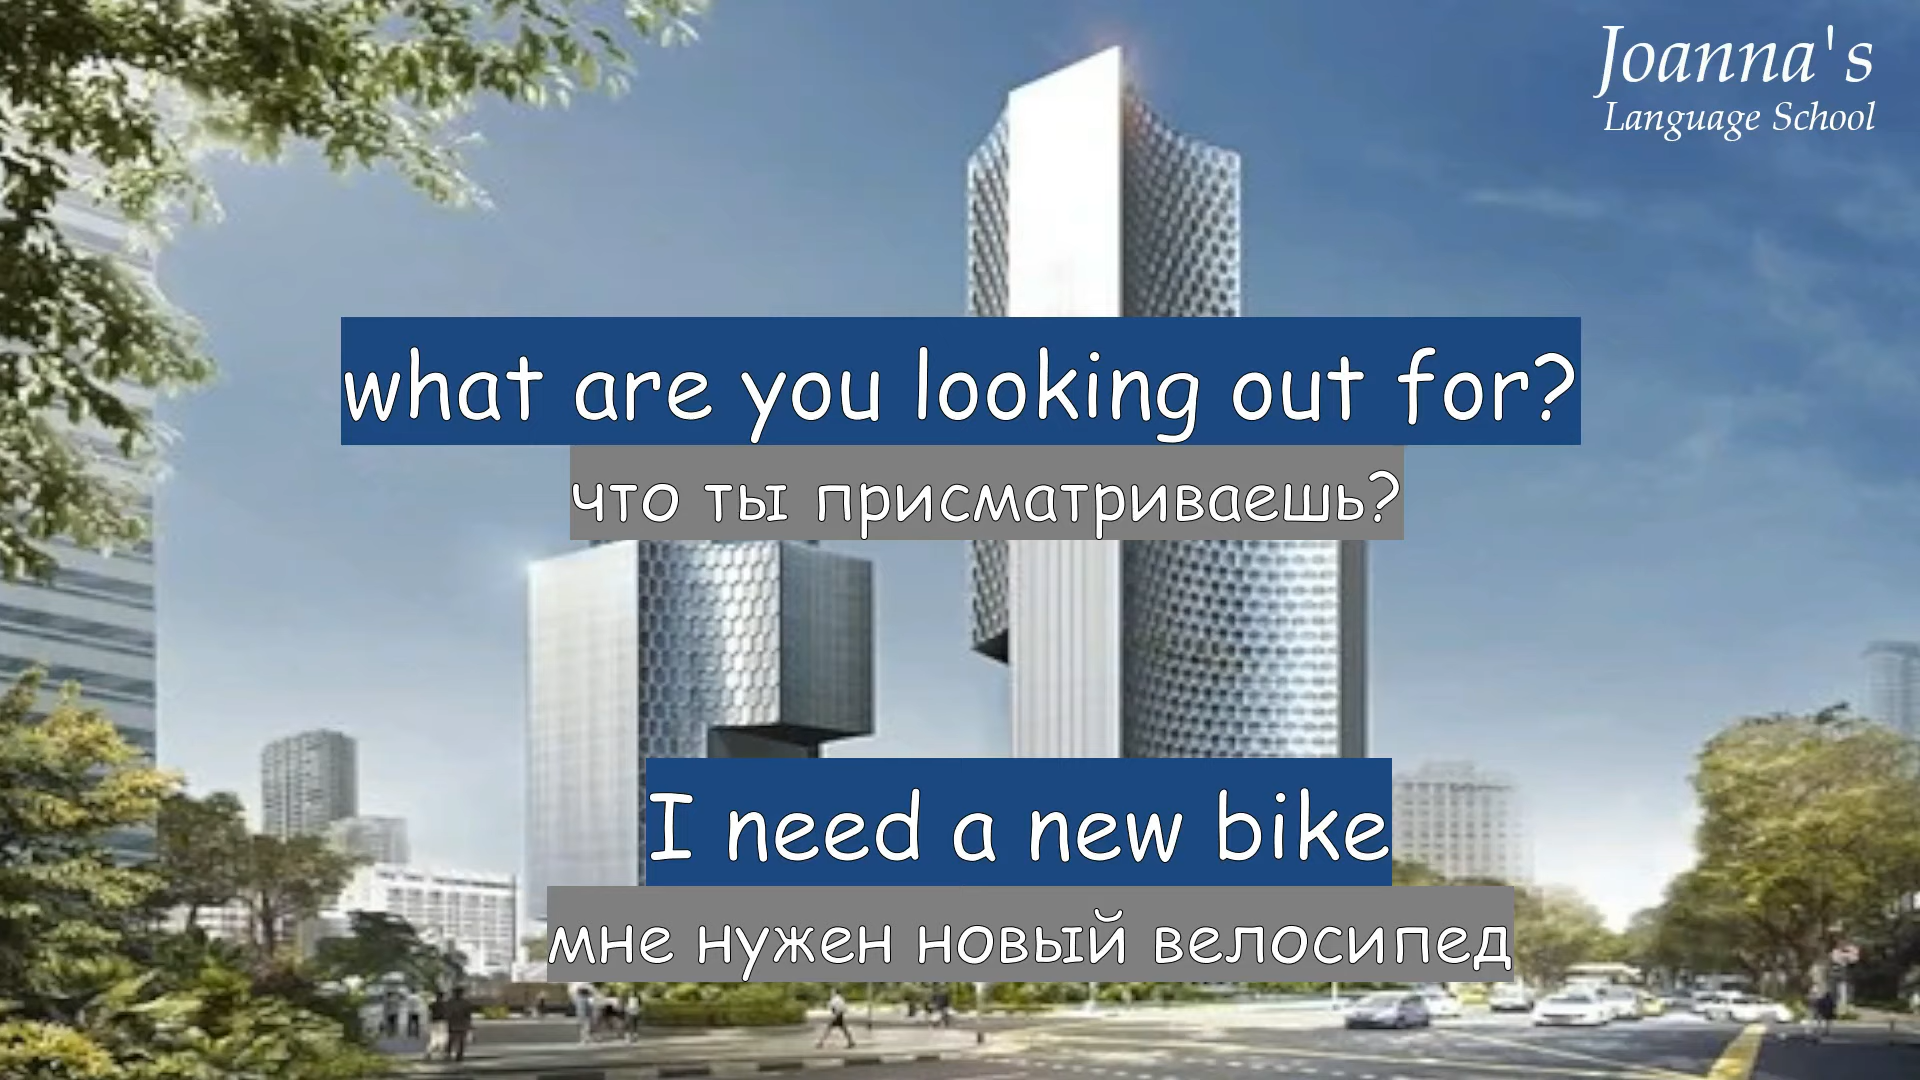 Joanna's
Language School
what are you looking out for?
что ты присматриваешь?
I need a new bike
мне нужен новый велосипед